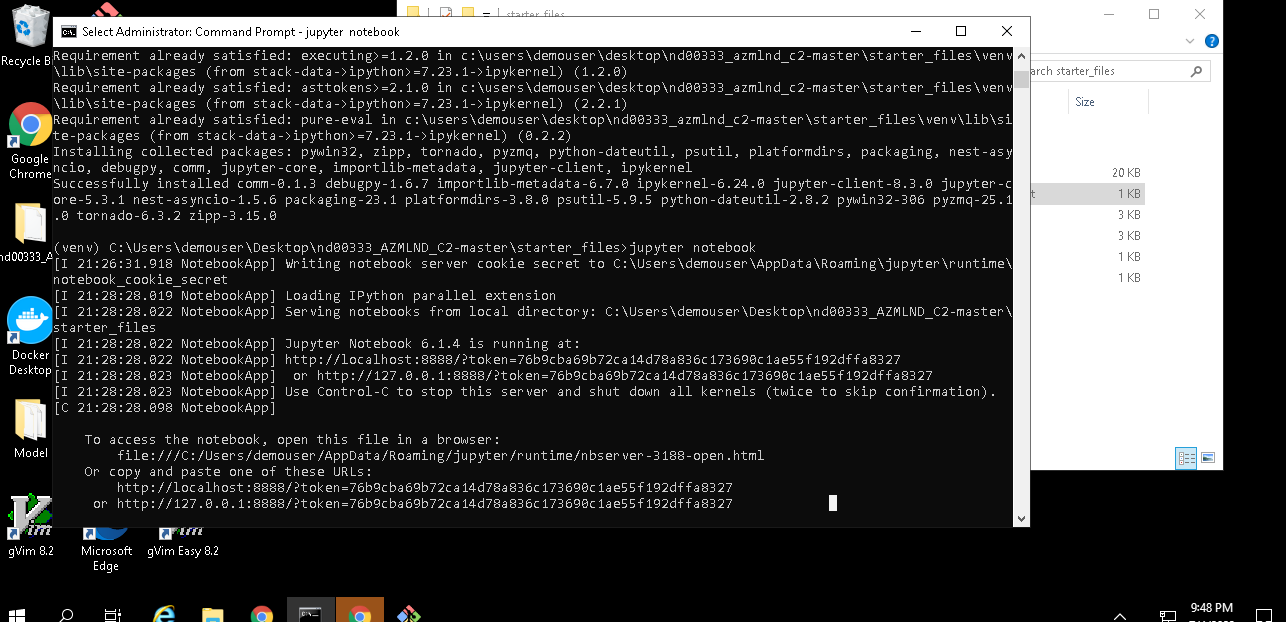 starter_files
Select Administrator: Command Prompt - jupyter notebook
Requirement already satisfied: executing>=1.2.0 in c:\users\demouser\desktop\nd00333_azmlnd_c2-master\starter_files\venv
\lib\site-packages (from stack-data->ipython>=7.23.1->ipykernel) (1.2.0)
Requirement already satisfied: asttokens>=2.1.0 in c:\users\demouser\desktop\nd00333_azmlnd_c2-master\starter_files\venv
\lib\site-packages (from stack-data->ipython>=7.23.1->ipykernel) (2.2.1)
Requirement already satisfied: pure-eval in c:\users\demouser\desktop\nd00333_azmlnd_c2-master\starter_files\venv\lib\si
te-packages (from stack-data->ipython>=7.23.1->ipykernel) (0.2.2)
Installing collected packages: pywin32, zipp, tornado, pyzmq, python-dateutil, psutil, platformdirs, packaging, nest-asy
ncio, debugpy, comm, jupyter-core, importlib-metadata, jupyter-client, ipykernel
Successfully installed comm-0.1.3 debugpy-1.6.7 importlib-metadata-6.7.0 ipykernel-6.24.0 jupyter-client-8.3.0 jupyter-c
ore-5.3.1 nest-asyncio-1.5.6 packaging-23.1 platformdirs-3.8.0 psutil-5.9.5 python-dateutil-2.8.2 pywin32-306 pyzmq-25.1
.0 tornado-6.3.2 zipp-3.15.0
(venv) C:\Users\demouser\Desktop\nd00333_AZMLND_C2-master\starter_files>jupyter notebook
[I 21:26:31.918 NotebookApp] Writing notebook server cookie secret to C:\Users\demouser\AppData\Roaming\jupyter\runtime\
notebook_cookie_secret
[I 21:28:28.019 NotebookApp] Loading IPython parallel extension
[I 21:28:28.022 NotebookApp] Serving notebooks from local directory: C:\Users\demouser\Desktop\nd00333_AZMLND_C2-master\
starter_files
[I 21:28:28.022 NotebookApp] Jupyter Notebook 6.1.4 is running at:
[I 21:28:28.022 NotebookApp] http://localhost:8888/?token=76b9cba69b72ca14d78a836c173690c1ae55f192dffa8327
[I 21:28:28.023 NotebookApp]  or http://127.0.0.1:8888/?token=76b9cba69b72ca14d78a836c173690c1ae55f192dffa8327
[I 21:28:28.023 NotebookApp] Use Control-C to stop this server and shut down all kernels (twice to skip confirmation).
[C 21:28:28.098 NotebookApp]
To access the notebook, open this file in a browser:
file:///C:/Users/demouser/AppData/Roaming/jupyter/runtime/nbserver-3188-open.html
Or copy and paste one of these URLs:
http://localhost:8888/?token=76b9cba69b72ca14d78a836c173690c1ae55f192dffa8327
or http://127.0.0.1:8888/?token=76b9cba69b72ca14d78a836c173690c1ae55f192dffa8327
arch starter_files
Size
20 KB
t 1 KB
3 KB
3 KB
1 KB
1 KB
Recycle B
Google
Chrome
nd00333_A
Docker
Desktop
Model
gVim 8.2
Microsoft
Edge
gVim Easy 8.2
9:48 PM